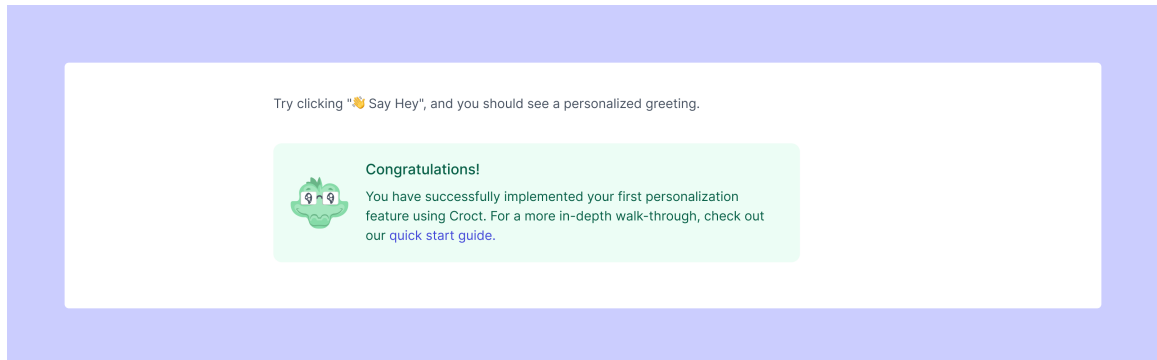 Try clicking "👋 Say Hey", and you should see a personalized greeting.
Congratulations!
You have successfully implemented your first personalization
feature using Croct. For a more in-depth walk-through, check out
our quick start guide.